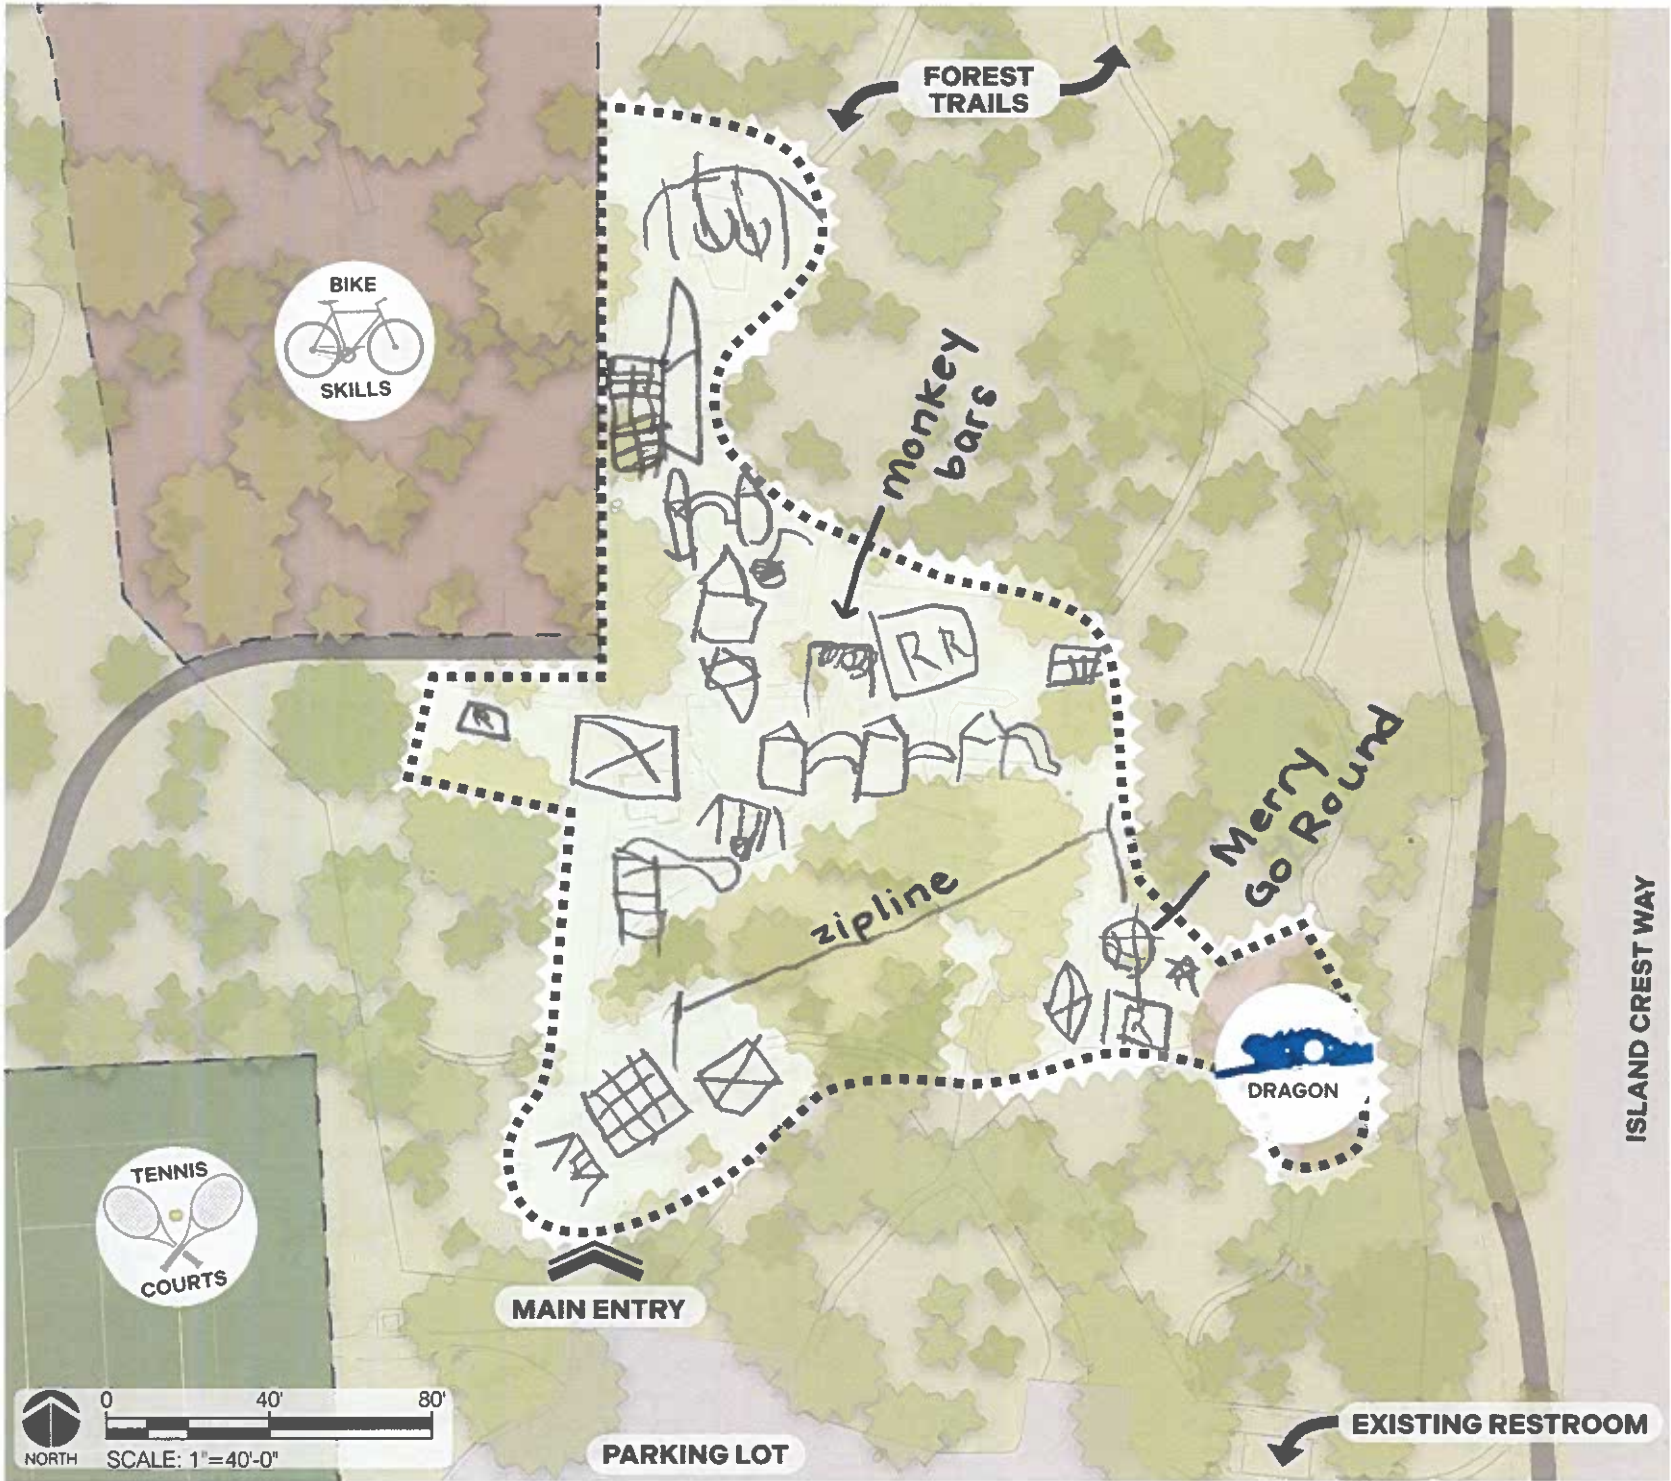 FOREST
TRAILS
BIKE
SKILLS
monkey
bars
RR
R
Merry
Go Round
zipline
R
DRAGON
ISLAND CREST WAY
TENNIS
COURTS
MAIN ENTRY
0 40' 80'
NORTH
SCALE: 1"=40'-0"
PARKING LOT
EXISTING RESTROOM